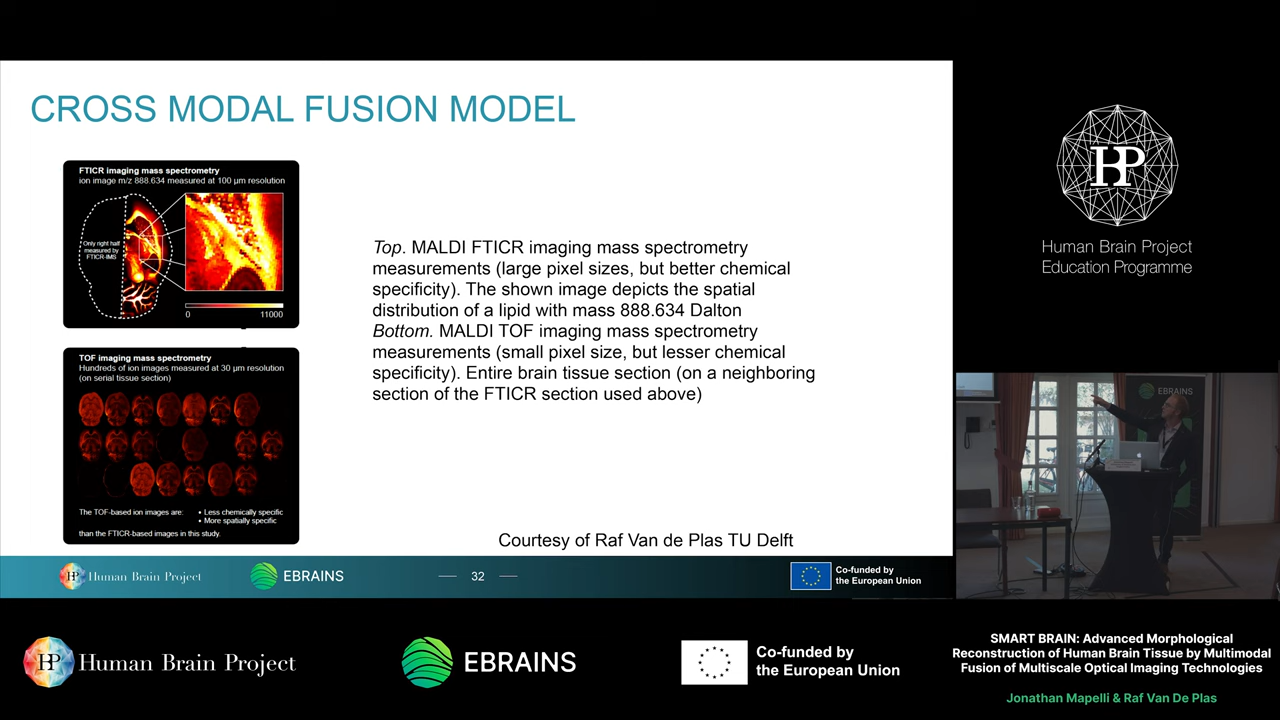 CROSS MODAL FUSION MODEL
FTICR imaging mass spectrometry
ion image m/z 888.634 measured at 100 µm resolution
Only right half
measured by
FTICR-IMS
0 11000
TOF imaging mass spectrometry
Hundreds of ion images measured at 30 µm resolution
(on serial tissue section)
The TOF-based ion images are:
• Less chemically specific
• More spatially specific
than the FTICR-based images in this study.
Top. MALDI FTICR imaging mass spectrometry
measurements (large pixel sizes, but better chemical
specificity). The shown image depicts the spatial
distribution of a lipid with mass 888.634 Dalton
Bottom. MALDI TOF imaging mass spectrometry
measurements (small pixel size, but lesser chemical
specificity). Entire brain tissue section (on a neighboring
section of the FTICR section used above)
Courtesy of Raf Van de Plas TU Delft
HP Human Brain Project
EBRAINS
32
Co-funded by
the European Union
HP
Human Brain Project
Education Programme
EBRAINS
HP Human Brain Project
EBRAINS
Co-funded by
the European Union
SMART BRAIN: Advanced Morphological
Reconstruction of Human Brain Tissue by Multimodal
Fusion of Multiscale Optical Imaging Technologies
Jonathan Mapelli & Raf Van De Plas